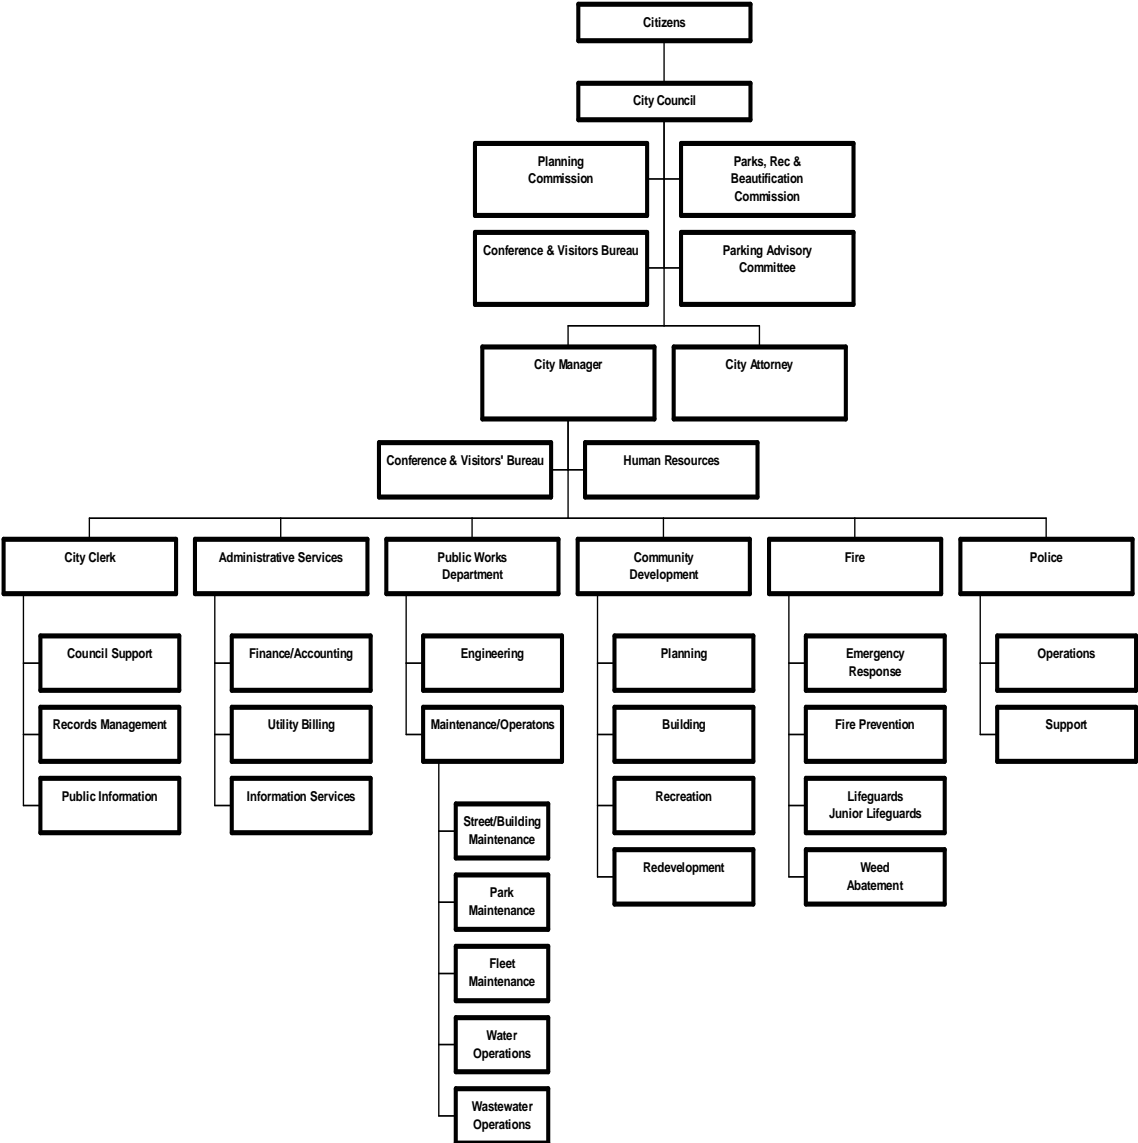 Citizens
City Council
Planning
Commission
Parks, Rec &
Beautification
Commission
Conference & Visitors Bureau
Parking Advisory
Committee
City Manager
City Attorney
Conference & Visitors' Bureau
Human Resources
City Clerk
Administrative Services
Public Works
Department
Community
Development
Fire
Police
Council Support
Records Management
Public Information
Finance/Accounting
Utility Billing
Information Services
Engineering
Maintenance/Operatons
Street/Building
Maintenance
Park
Maintenance
Fleet
Maintenance
Water
Operations
Wastewater
Operations
Planning
Building
Recreation
Redevelopment
Emergency
Response
Fire Prevention
Lifeguards
Junior Lifeguards
Weed
Abatement
Operations
Support